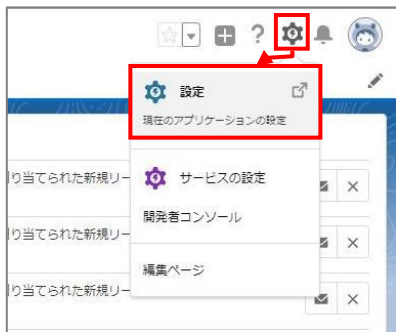 設定
現在のアプリケーションの設定
サービスの設定
開発者コンソール
編集ページ
り当てられた新規リー
り当てられた新規リー
り当てられた新規リー